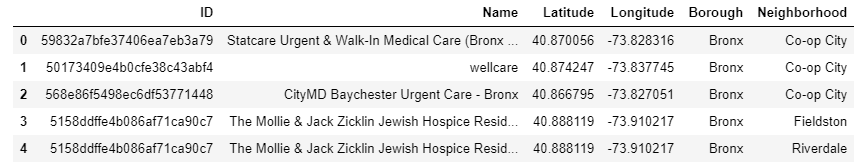 ID Name Latitude Longitude Borough Neighborhood
0 59832a7bfe37406ea7eb3a79 Statcare Urgent & Walk-In Medical Care (Bronx ... 40.870056 -73.828316 Bronx Co-op City
1 50173409e4b0cfe38c43abf4 wellcare 40.874247 -73.837745 Bronx Co-op City
2 568e86f5498ec6df53771448 CityMD Baychester Urgent Care - Bronx 40.866795 -73.827051 Bronx Co-op City
3 5158ddffe4b086af71ca90c7 The Mollie & Jack Zicklin Jewish Hospice Resid... 40.888119 -73.910217 Bronx Fieldston
4 5158ddffe4b086af71ca90c7 The Mollie & Jack Zicklin Jewish Hospice Resid... 40.888119 -73.910217 Bronx Riverdale